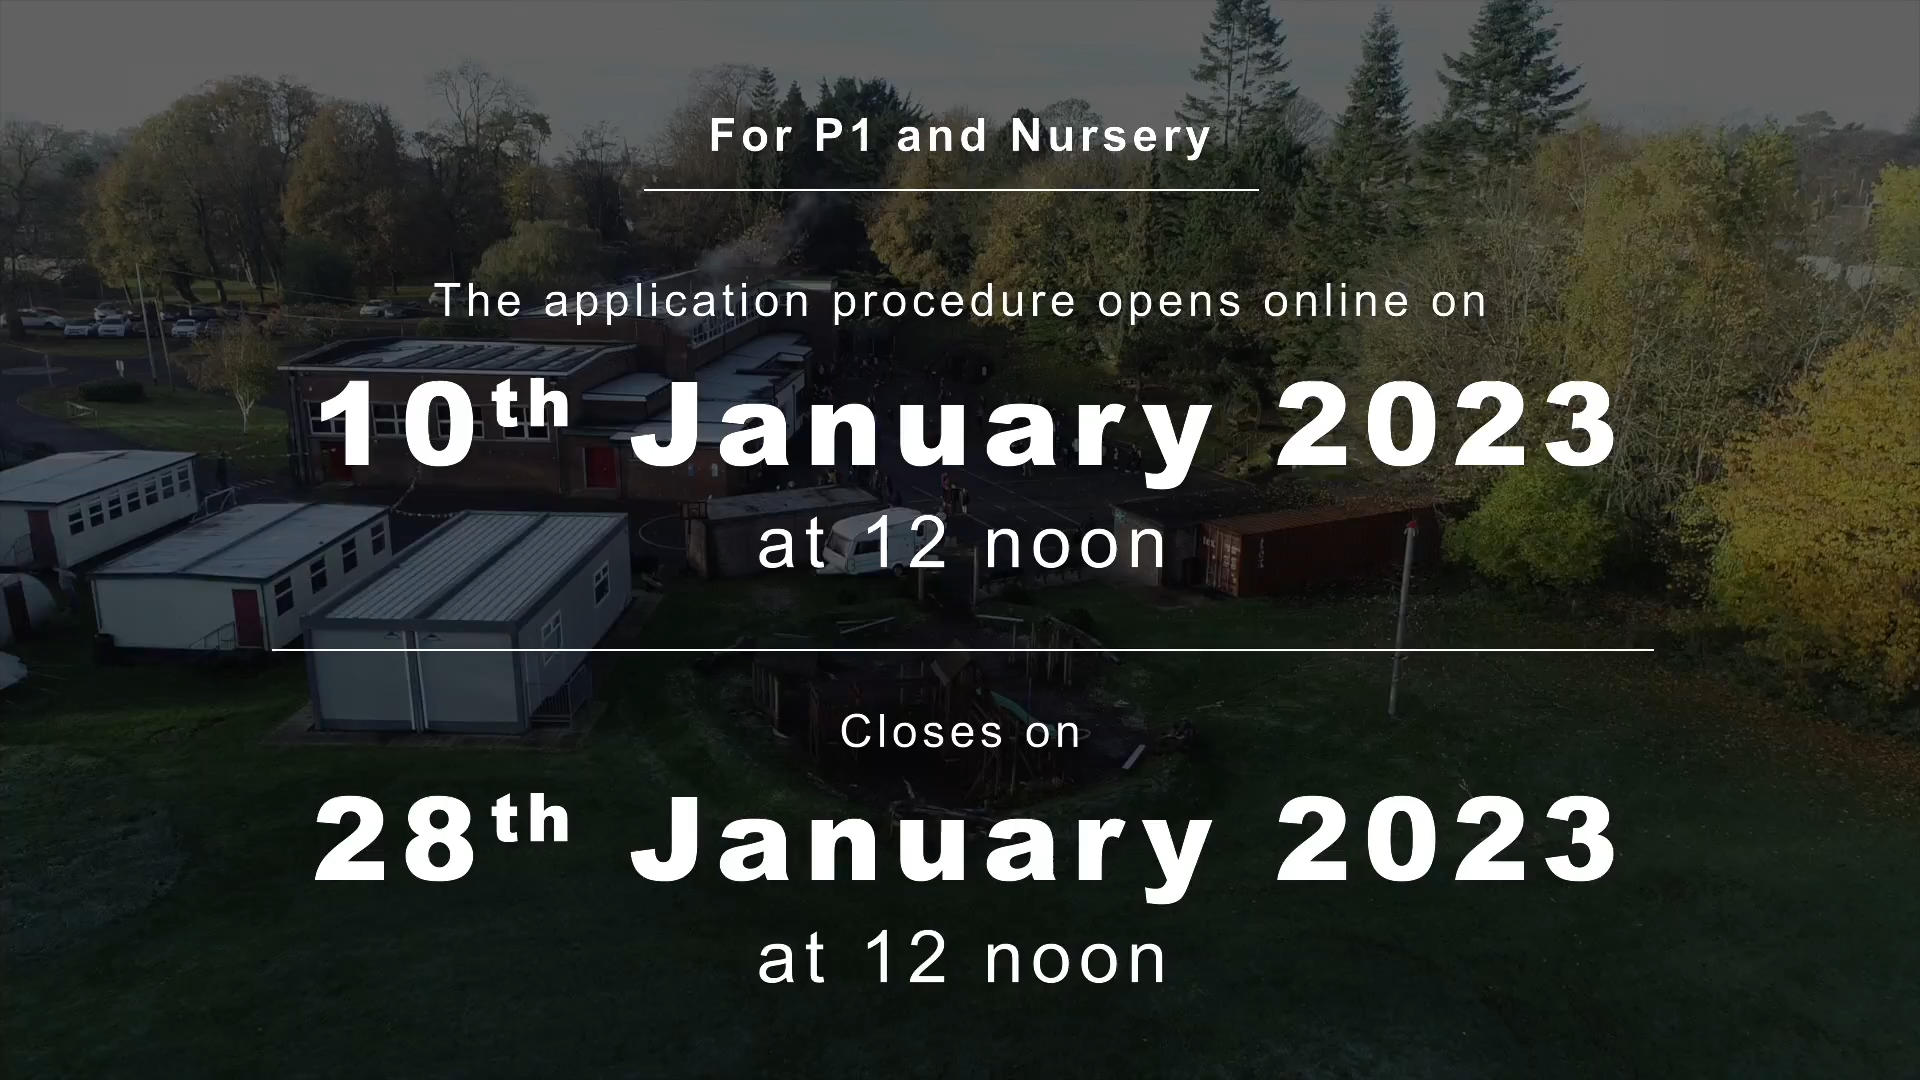 For P1 and Nursery
The application procedure opens online on
10th January 2023
at 12 noon
Closes on
28th January 2023
at 12 noon